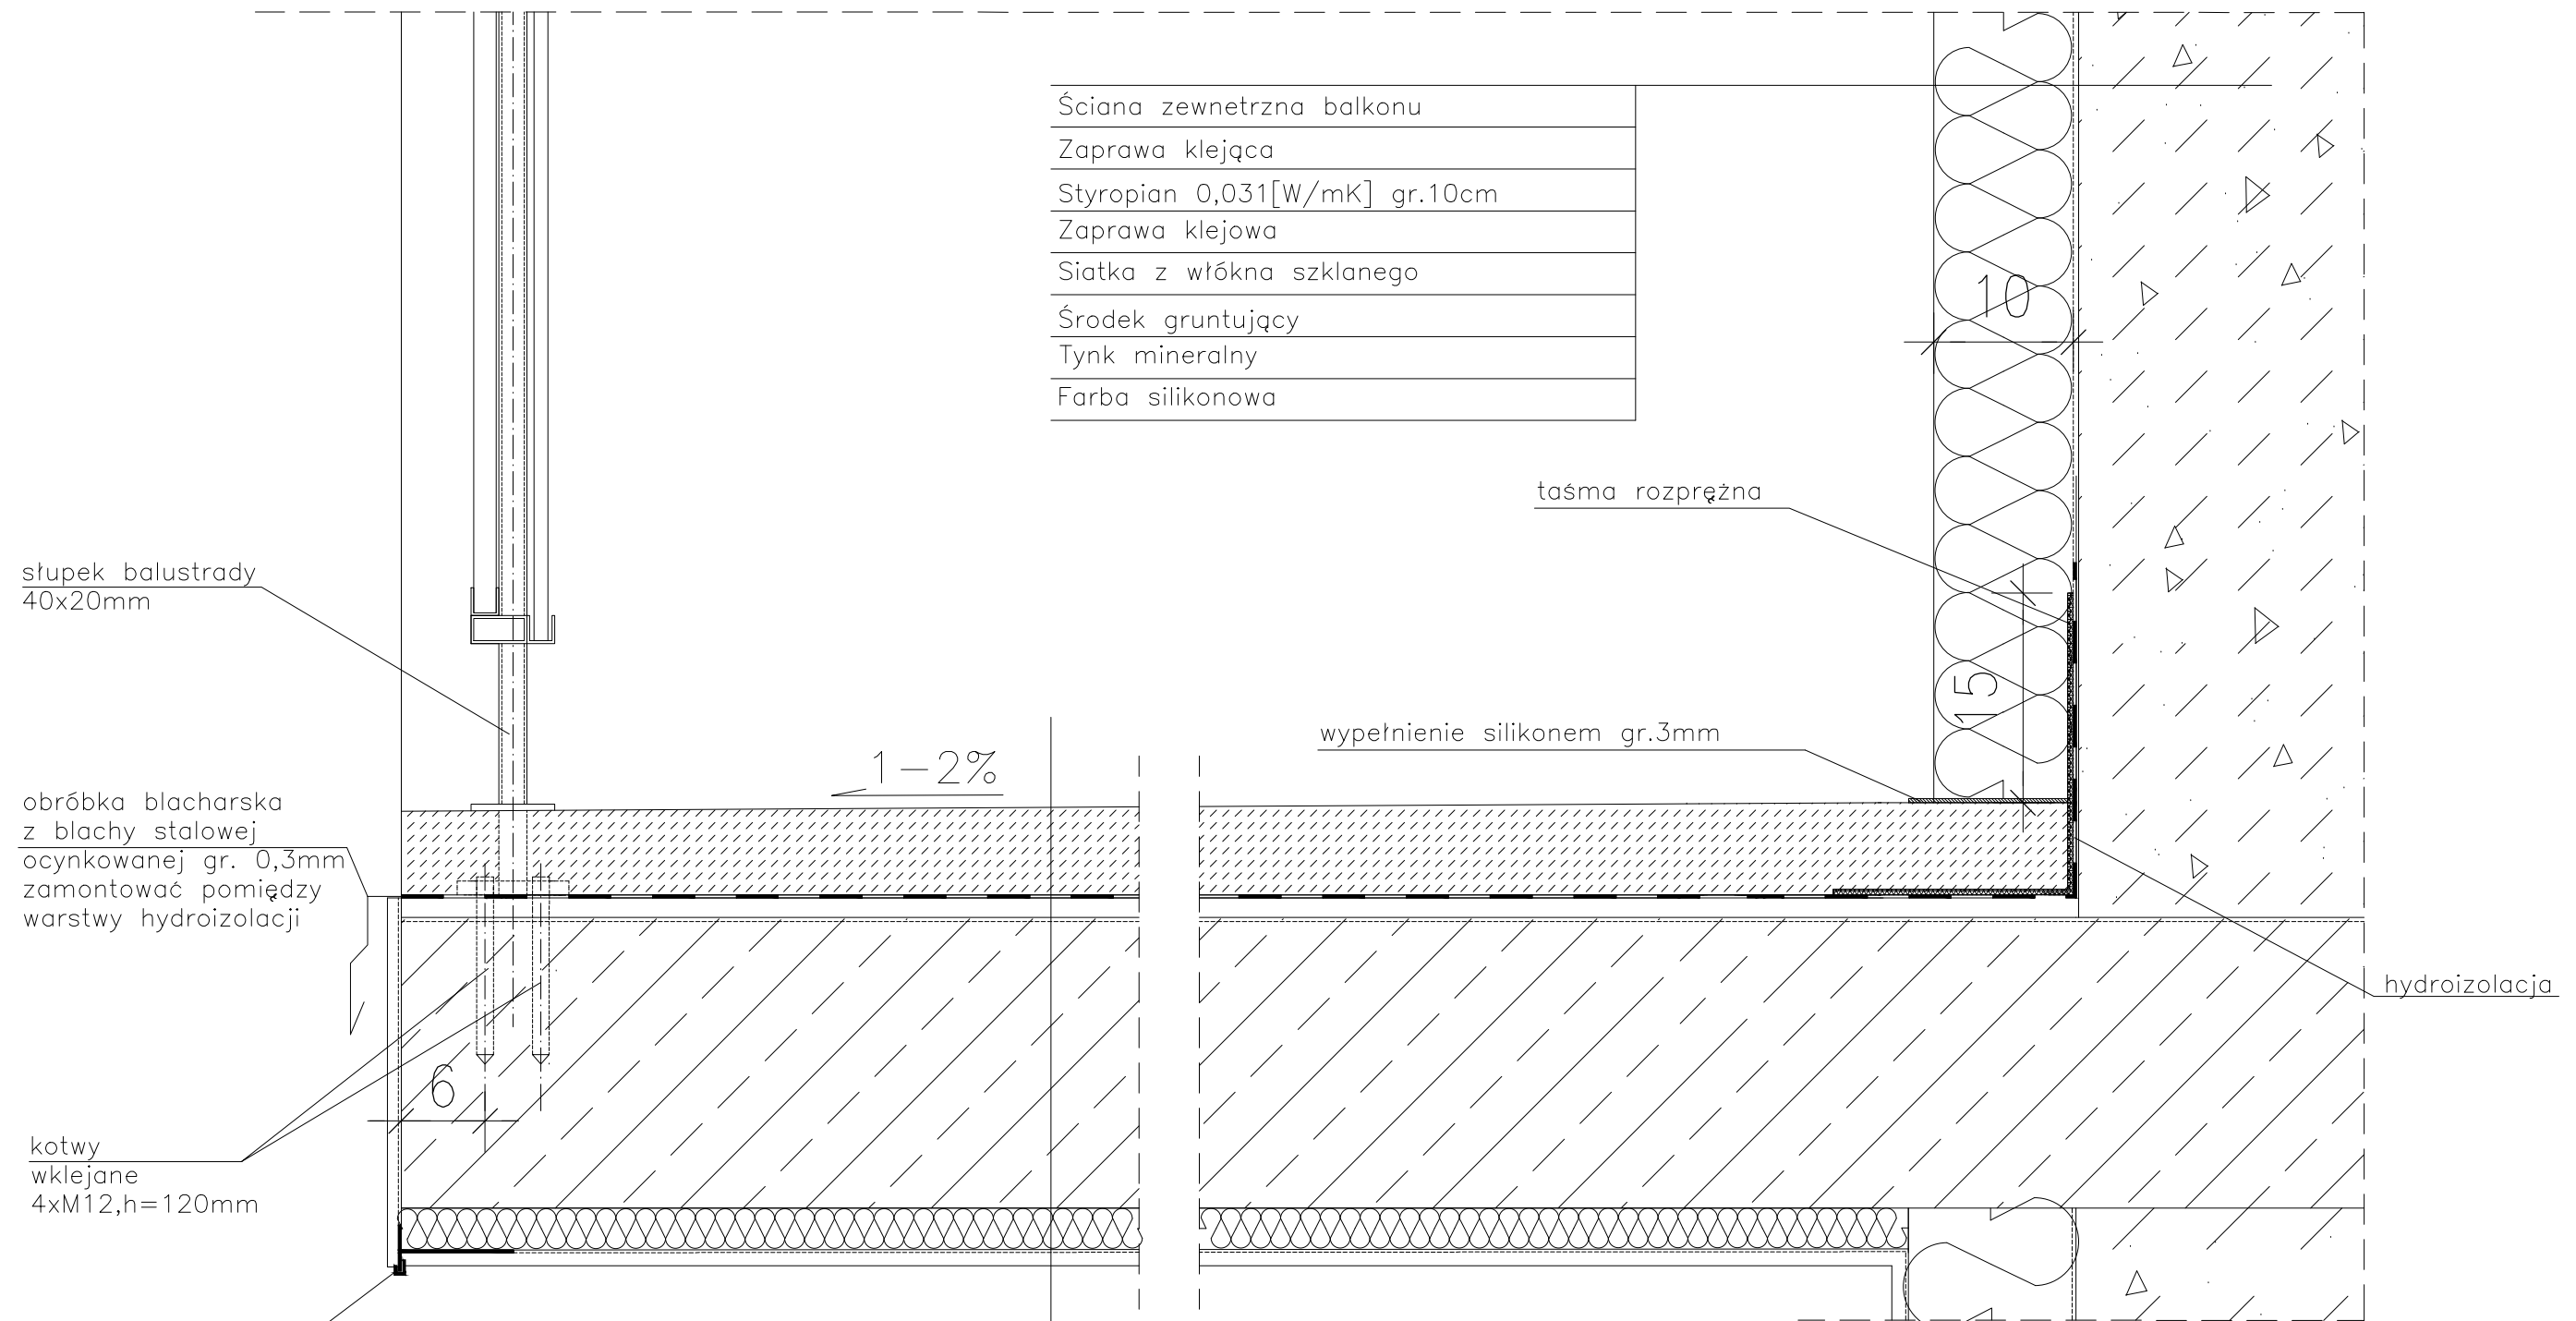 Ściana zewnetrzna balkonu
Zaprawa klejąca
Styropian 0,031[W/mK] gr.10cm
Zaprawa klejowa
Siatka z włókna szklanego
Środek gruntujący
Tynk mineralny
Farba silikonowa
10
taśma rozprężna
słupek balustrady
40x20mm
15
wypełnienie silikonem gr.3mm
1-2%
obróbka blacharska
z blachy stalowej
ocynkowanej gr. 0,3mm
zamontować pomiędzy
warstwy hydroizolacji
hydroizolacja
6
kotwy
wklejane
4xM12,h=120mm